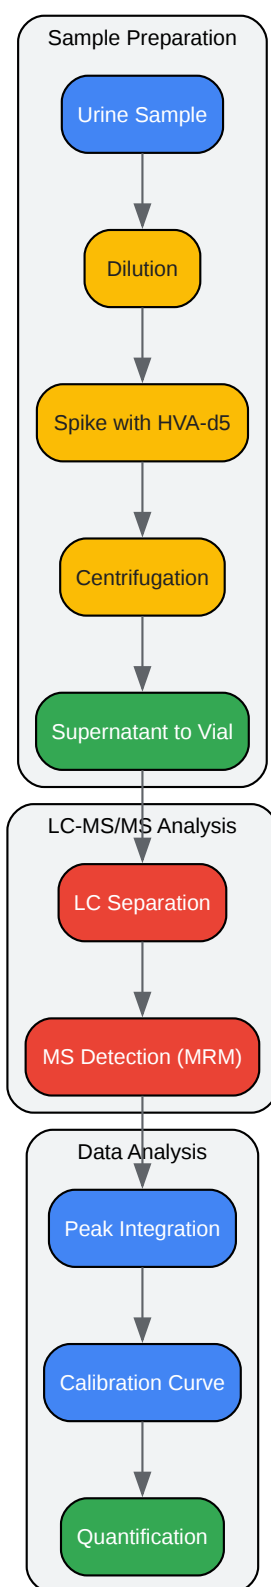 Sample Preparation
Urine Sample
Dilution
Spike with HVA-d5
Centrifugation
Supernatant to Vial
LC-MS/MS Analysis
LC Separation
MS Detection (MRM)
Data Analysis
Peak Integration
Calibration Curve
Quantification